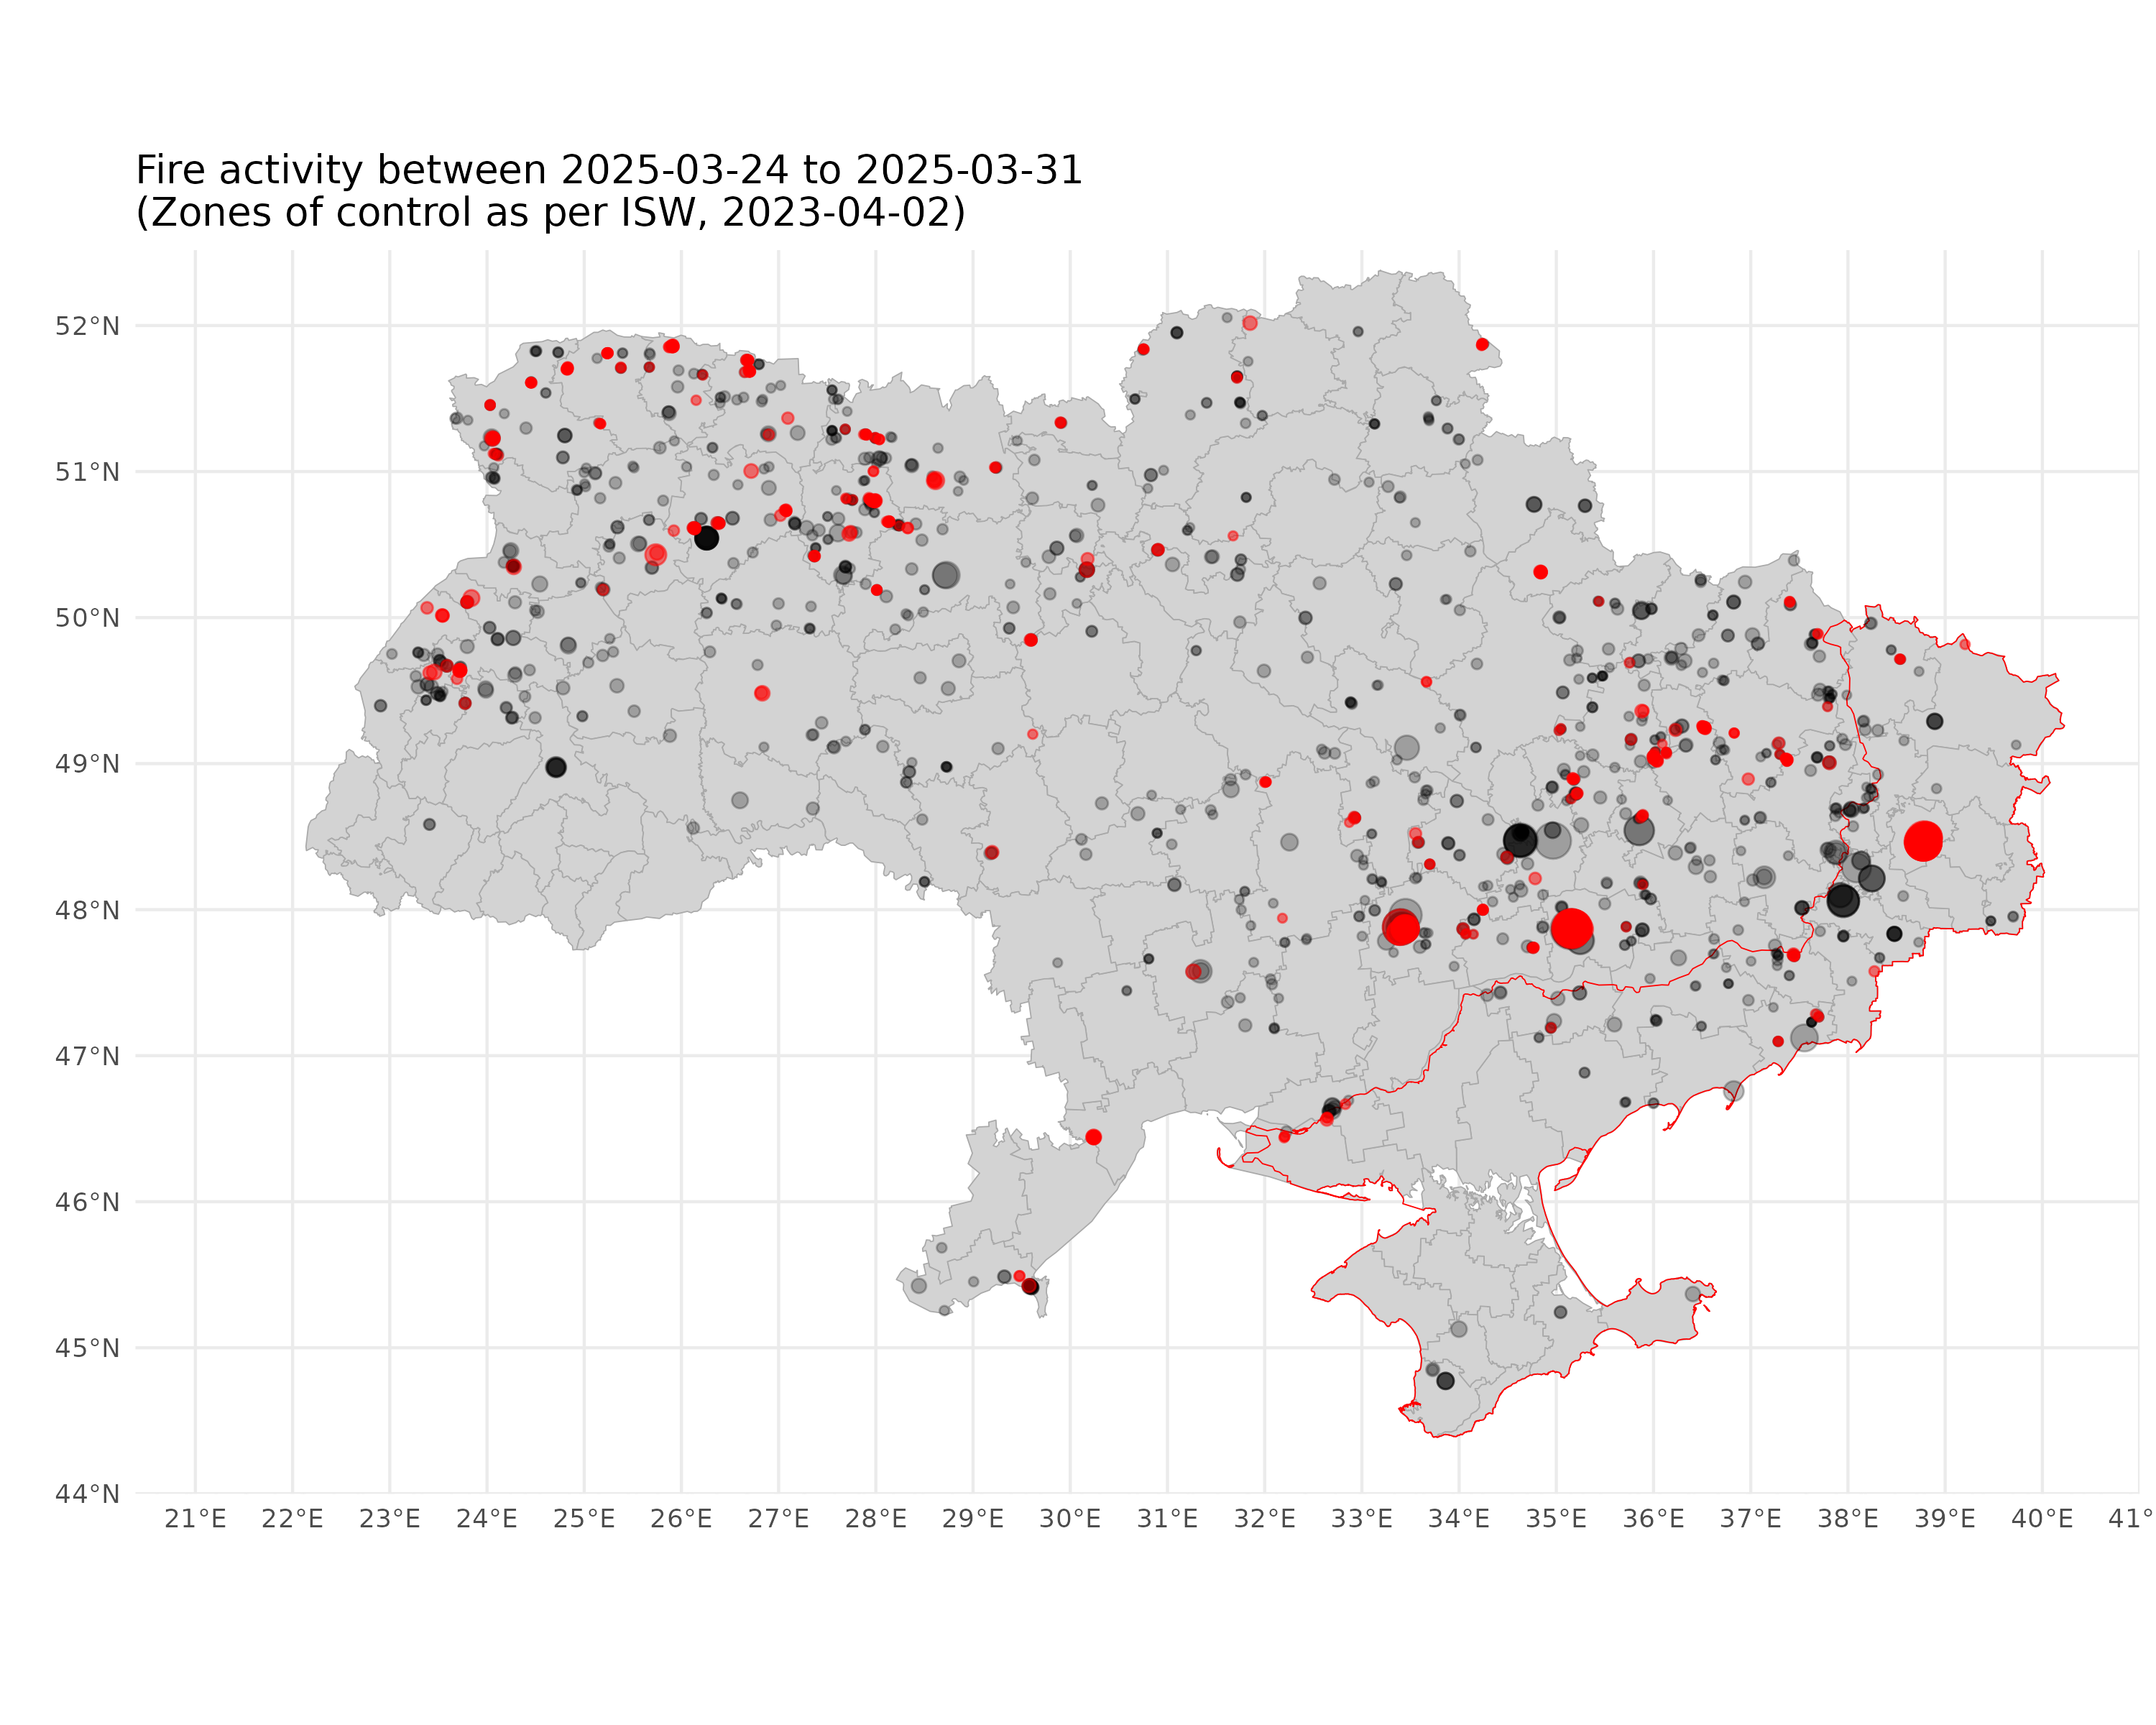 Fire activity between 2025-03-24 to 2025-03-31
(Zones of control as per ISW, 2023-04-02)
52°N
51°N
50°N
49°N
48°N
47°N
46°N
45°N
44°N
21°E 22°E 23°E 24°E 25°E 26°E 27°E 28°E 29°E 30°E 31°E 32°E 33°E 34°E 35°E 36°E 37°E 38°E 39°E 40°E 41°